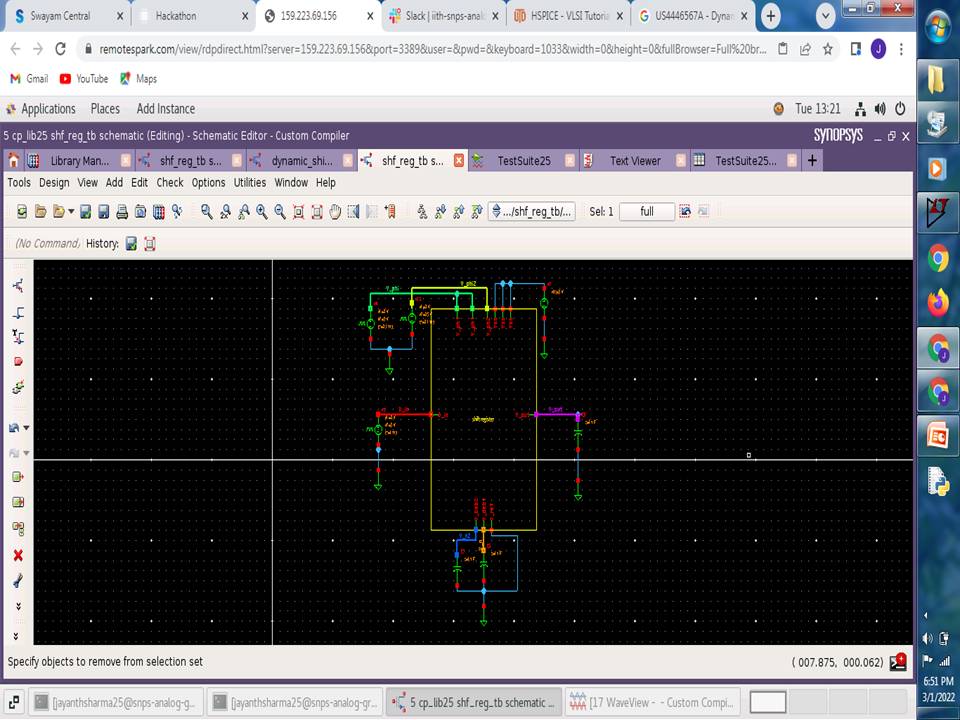 Swayam Central
Hackathon
159.223.69.156
Slack | iith-snps-anal
HSPICE - VLSI Tutoria
US4446567A - Dynam
remotespark.com/view/rdpdirect.html?server=159.223.69.156&port=3389&user=&pwd=&keyboard=1033&width=0&height=0&fullBrowser=Full%20br...
Gmail YouTube Maps
Applications Places Add Instance Tue 13:21
5 cp_lib25 shf_reg_tb schematic (Editing) - Schematic Editor - Custom Compiler SYNOPSYS
Library Man... shf_reg_tb s... dynamic_shi... shf_reg_tb s... TestSuite25 Text Viewer TestSuite25...
Tools Design View Add Edit Check Options Utilities Window Help
.../shf_reg_tb/... Sel: 1 full
(No Command) History:
shiftregister
Specify objects to remove from selection set ( 007.875, 000.062)
[jayanthsharma25@snps-analog-g... [jayanthsharma25@snps-analog-gr... 5 cp_lib25 shf_reg_tb schematic ... [17 WaveView - - Custom Compi...
6:51 PM
3/1/2022